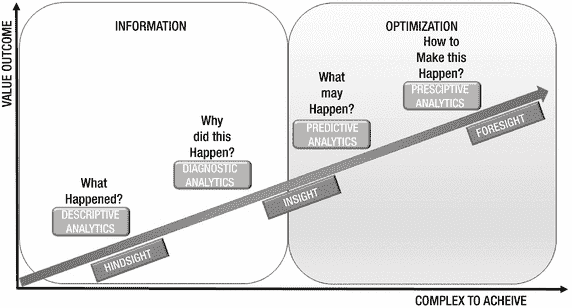 VALUE OUTCOME
INFORMATION
What
Happened?
DESCRIPTIVE
ANALYTICS
HINDSIGHT
Why
did this
Happen?
DIAGNOSTIC
ANALYTICS
INSIGHT
OPTIMIZATION
What
may
Happen?
PREDICTIVE
ANALYTICS
How to
Make this
Happen?
PRESCIPTIVE
ANALYTICS
FORESIGHT
COMPLEX TO ACHEIVE